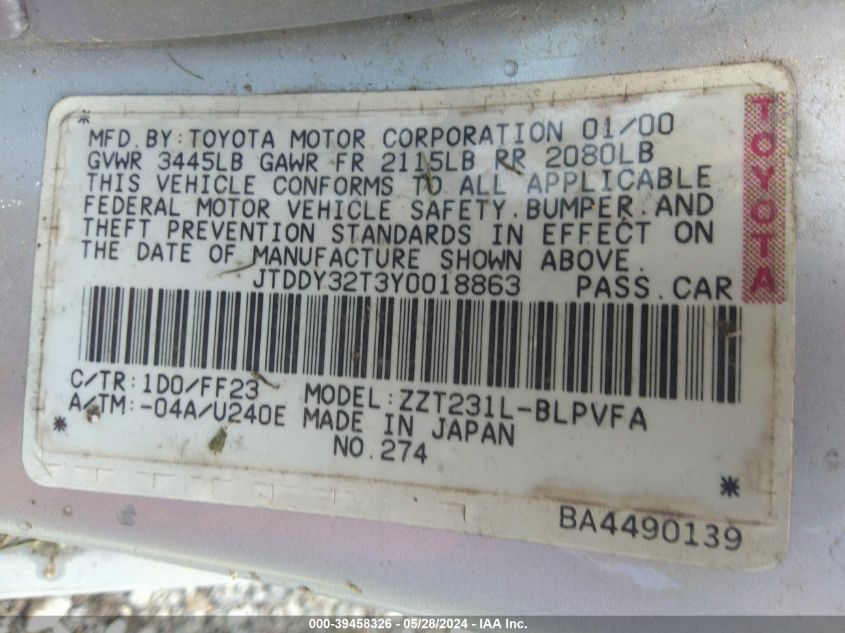 MFD. BY: TOYOTA MOTOR CORPORATION 01/00
GVWR 3445LB GAWR FR 2115LB RR 2080LB
THIS VEHICLE CONFORMS TO ALL APPLICABLE
FEDERAL MOTOR VEHICLE SAFETY. BUMPER. AND
THEFT PREVENTION STANDARDS IN EFFECT ON
THE DATE OF MANUFACTURE SHOWN ABOVE.
JTDDY32T3Y0018863 PASS. CAR
TOYOTA
C/TR: 1D0/FF23 MODEL: ZZT231L-BLPVFA
A/TM: -04A/U240E MADE IN JAPAN
NO. 274
BA4490139
000-39458326 - 05/28/2024 - IAA Inc.